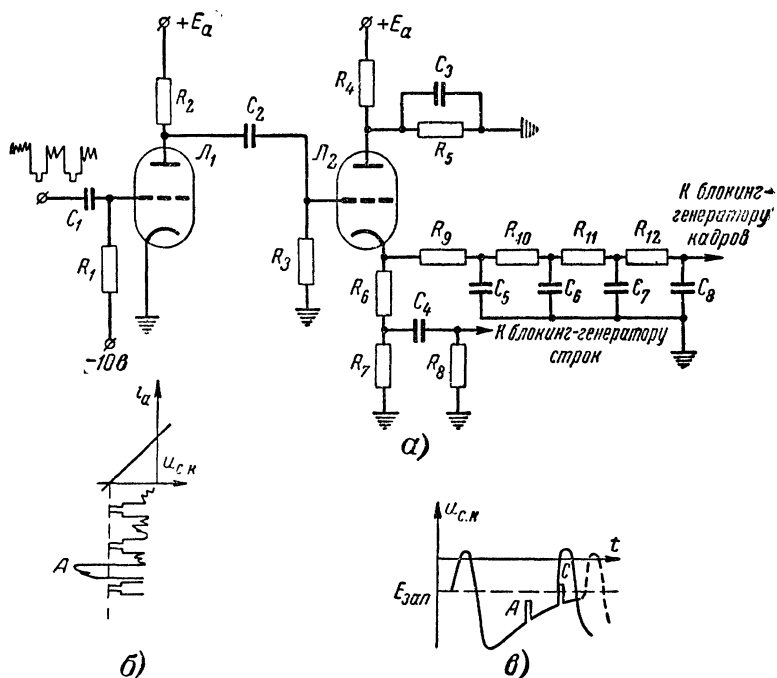 +Eа
+Eа
R2
C2
R4
C3
Л1
Л2
R5
C1
R1
R3
К блокинг-
генератору
кадров
R9
R10
R11
R12
R6
C4
C5
C6
C7
C8
К блокинг-генератору
строк
R7
R8
-10в
а)
iа
uс к
А
б)
uс.к
t
Eзап
А
С
в)